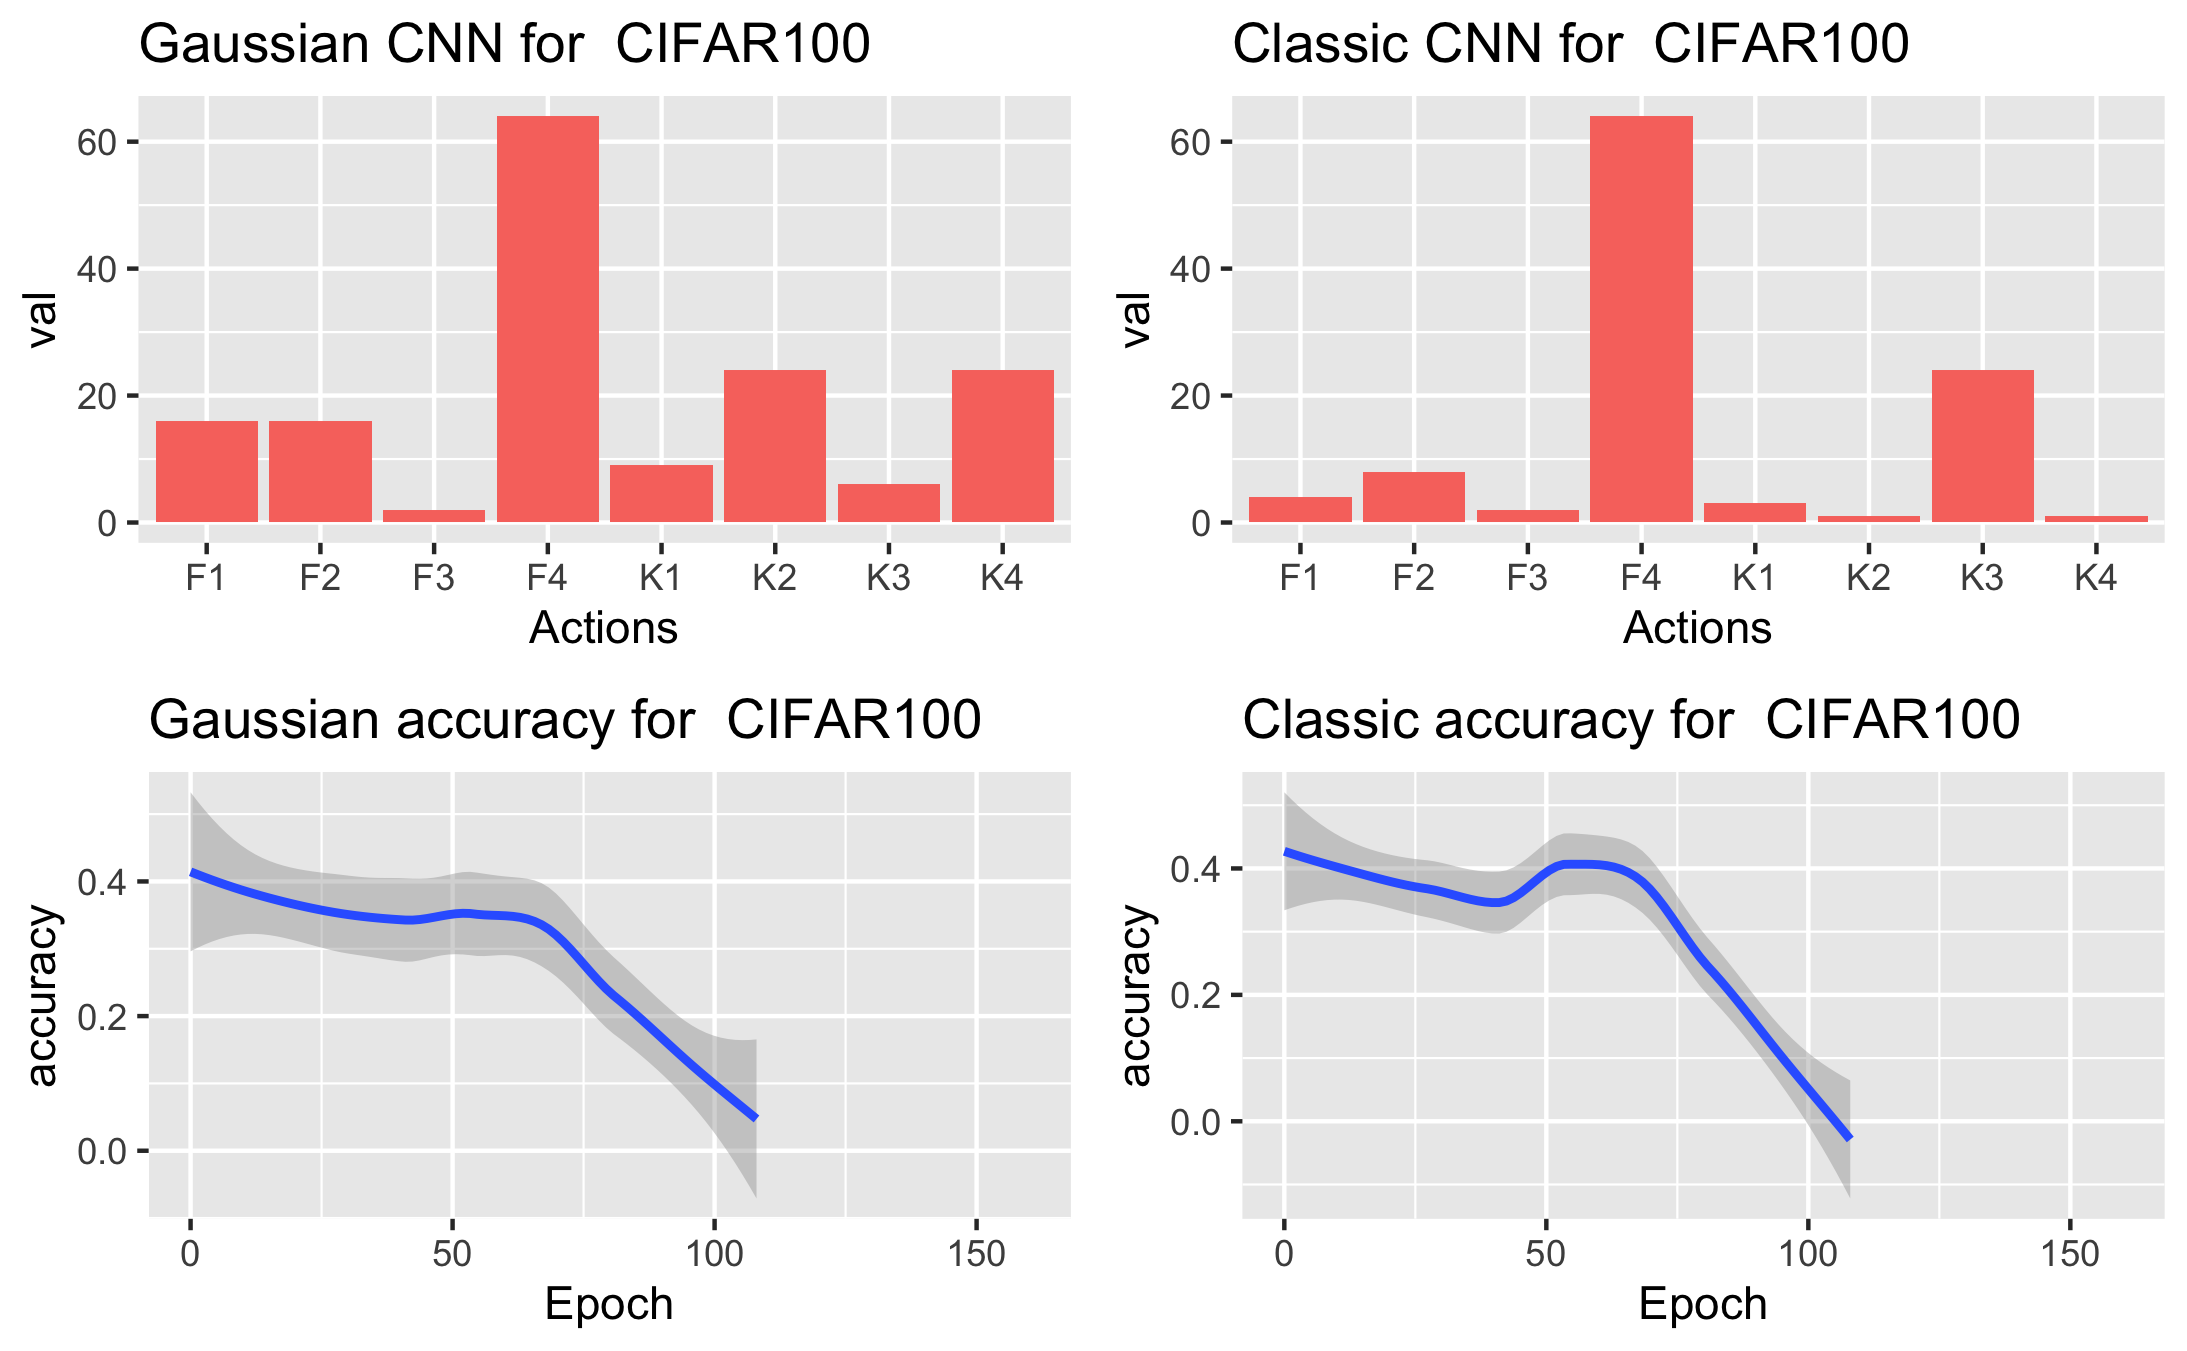 Gaussian CNN for  CIFAR100
val
60
40
20
0
F1 F2 F3 F4 K1 K2 K3 K4
Actions
Classic CNN for  CIFAR100
val
60
40
20
0
F1 F2 F3 F4 K1 K2 K3 K4
Actions
Gaussian accuracy for  CIFAR100
accuracy
0.4
0.2
0.0
0 50 100 150
Epoch
Classic accuracy for  CIFAR100
accuracy
0.4
0.2
0.0
0 50 100 150
Epoch